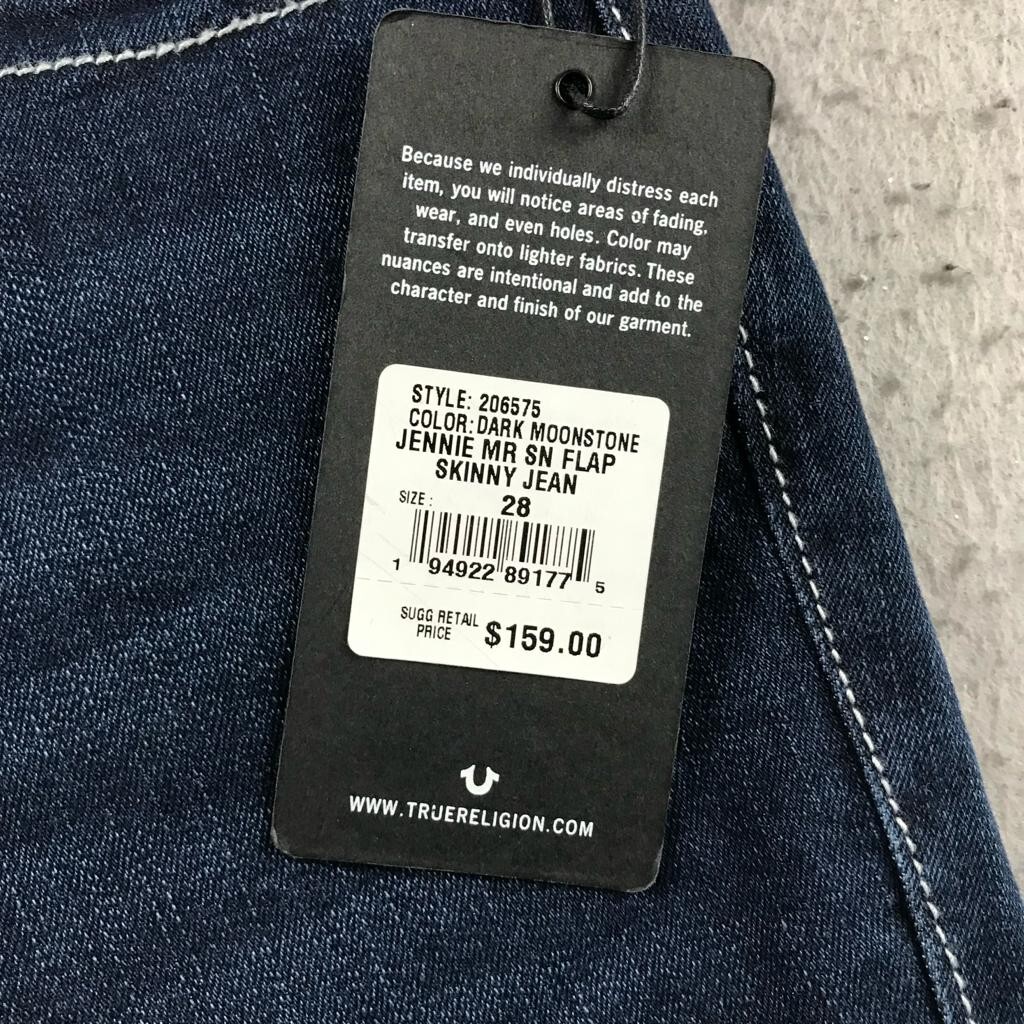 Because we individually distress each
item, you will notice areas of fading,
wear, and even holes. Color may
transfer onto lighter fabrics. These
nuances are intentional and add to the
character and finish of our garment.
STYLE: 206575
COLOR: DARK MOONSTONE
JENNIE MR SN FLAP
SKINNY JEAN
SIZE: 28
1 94922 89177 5
SUGG RETAIL
PRICE $159.00
WWW.TRUERELIGION.COM